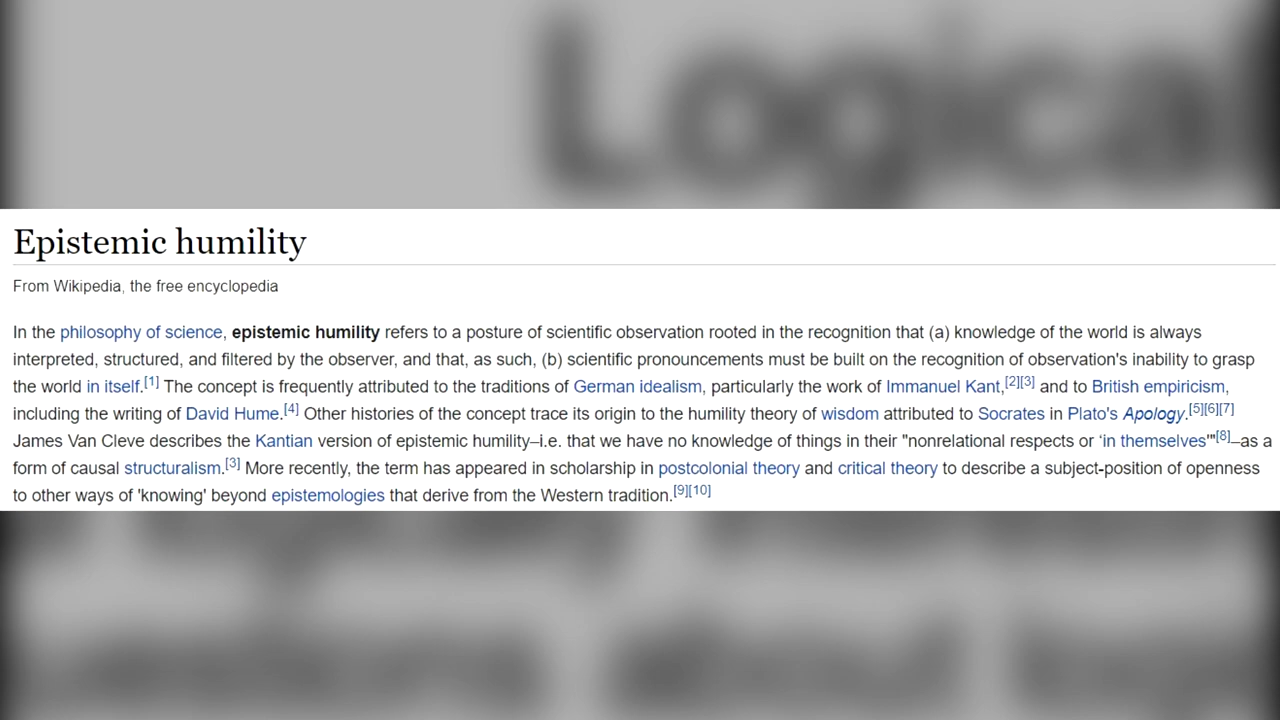 Logical
Epistemic humility
From Wikipedia, the free encyclopedia
In the philosophy of science, epistemic humility refers to a posture of scientific observation rooted in the recognition that (a) knowledge of the world is always
interpreted, structured, and filtered by the observer, and that, as such, (b) scientific pronouncements must be built on the recognition of observation's inability to grasp
the world in itself.[1] The concept is frequently attributed to the traditions of German idealism, particularly the work of Immanuel Kant,[2][3] and to British empiricism,
including the writing of David Hume.[4] Other histories of the concept trace its origin to the humility theory of wisdom attributed to Socrates in Plato's Apology.[5][6][7]
James Van Cleve describes the Kantian version of epistemic humility–i.e. that we have no knowledge of things in their "nonrelational respects or ‘in themselves'"[8]–as a
form of causal structuralism.[3] More recently, the term has appeared in scholarship in postcolonial theory and critical theory to describe a subject-position of openness
to other ways of 'knowing' beyond epistemologies that derive from the Western tradition.[9][10]